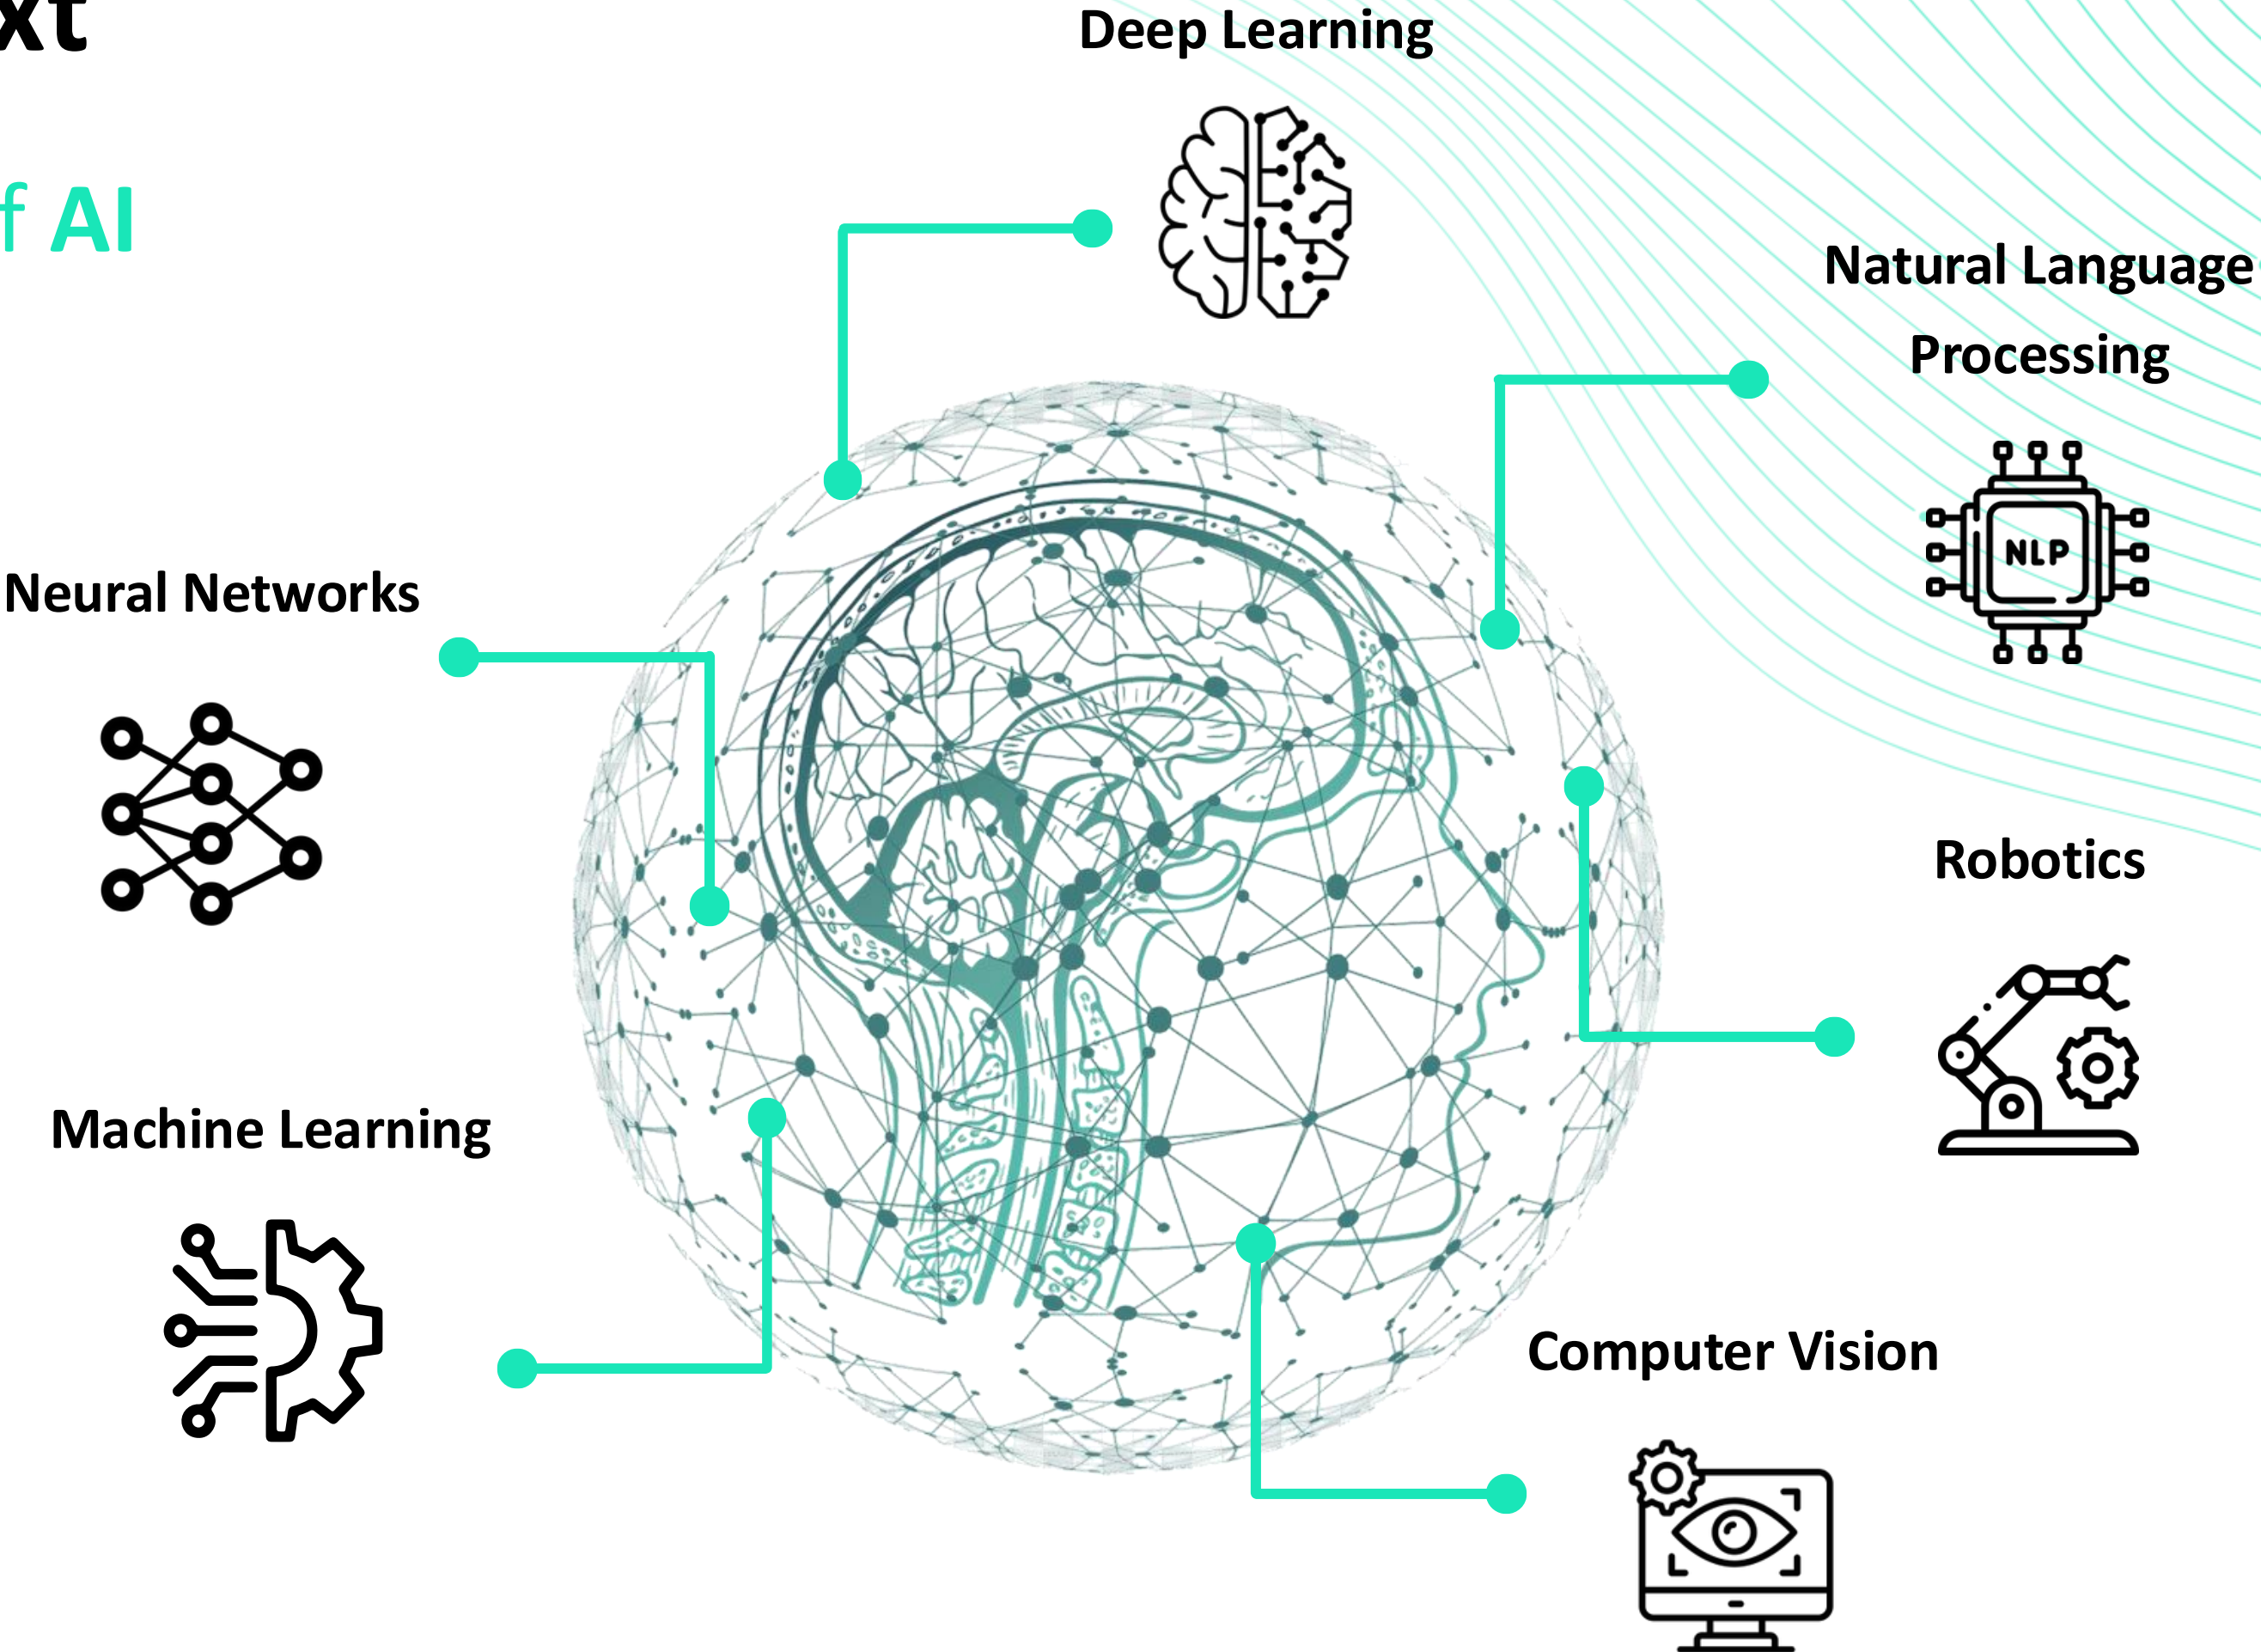 xt
f AI
Deep Learning
Natural Language
Processing
NLP
Neural Networks
Robotics
Machine Learning
Computer Vision